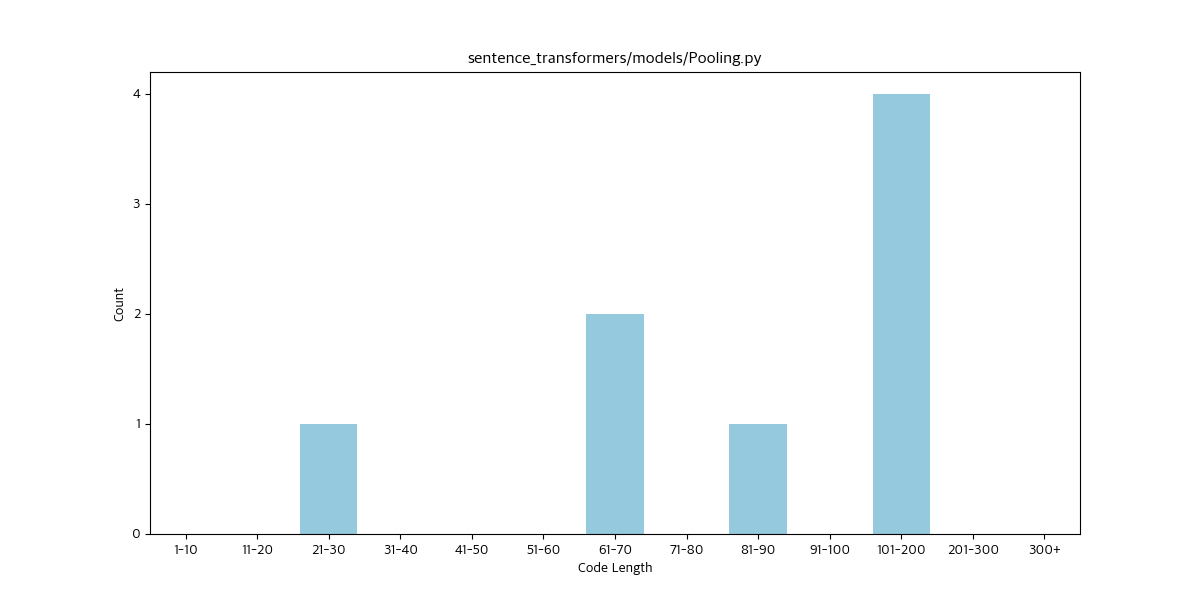 sentence_transformers/models/Pooling.py
4
3
2
1
0
Count
1-10 11-20 21-30 31-40 41-50 51-60 61-70 71-80 81-90 91-100 101-200 201-300 300+
Code Length